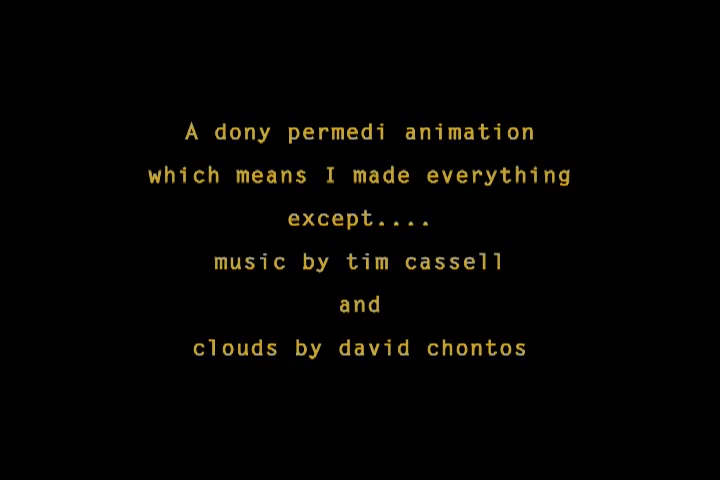 A dony permedi animation
which means I made everything
except....
music by tim cassell
and
clouds by david chontos